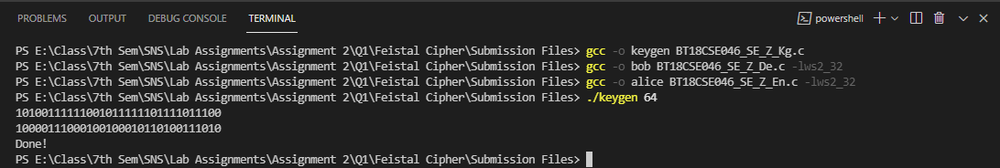 PROBLEMS OUTPUT DEBUG CONSOLE TERMINAL powershell
PS E:\Class\7th Sem\SNS\Lab Assignments\Assignment 2\Q1\Feistal Cipher\Submission Files> gcc -o keygen BT18CSE046_SE_Z_Kg.c
PS E:\Class\7th Sem\SNS\Lab Assignments\Assignment 2\Q1\Feistal Cipher\Submission Files> gcc -o bob BT18CSE046_SE_Z_De.c -lws2_32
PS E:\Class\7th Sem\SNS\Lab Assignments\Assignment 2\Q1\Feistal Cipher\Submission Files> gcc -o alice BT18CSE046_SE_Z_En.c -lws2_32
PS E:\Class\7th Sem\SNS\Lab Assignments\Assignment 2\Q1\Feistal Cipher\Submission Files> ./keygen 64
10100111111001011111101111011100
10000111000100100010110100111010
Done!
PS E:\Class\7th Sem\SNS\Lab Assignments\Assignment 2\Q1\Feistal Cipher\Submission Files>